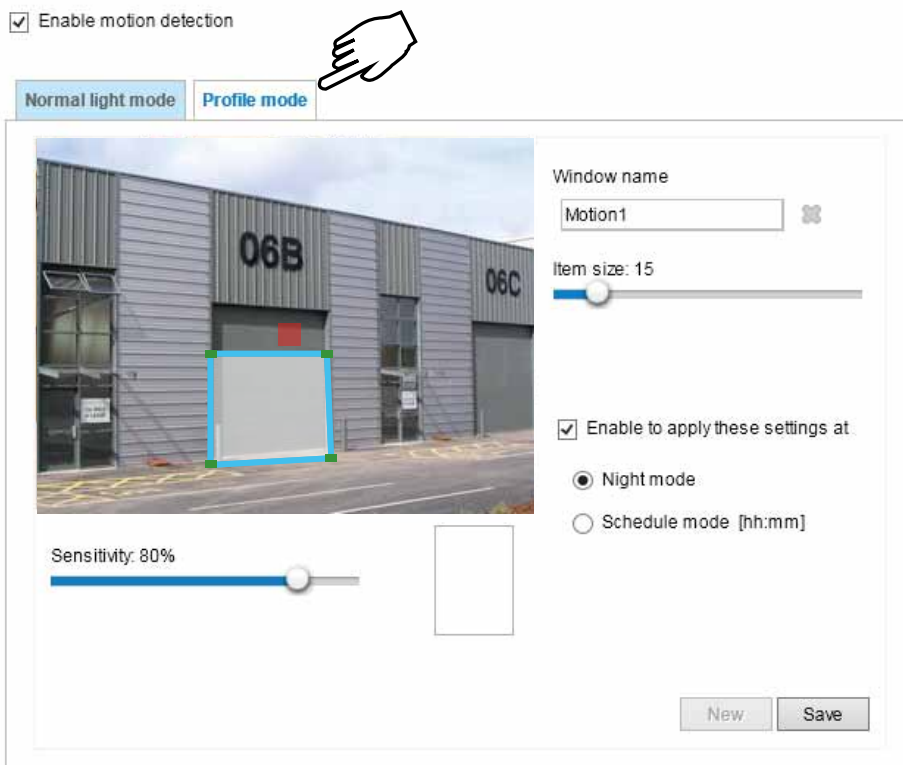 Enable motion detection
Normal light mode
Profile mode
Window name
Motion1
Item size: 15
06B
06C
Enable to apply these settings at
Night mode
Schedule mode [hh:mm]
Sensitivity: 80%
New
Save